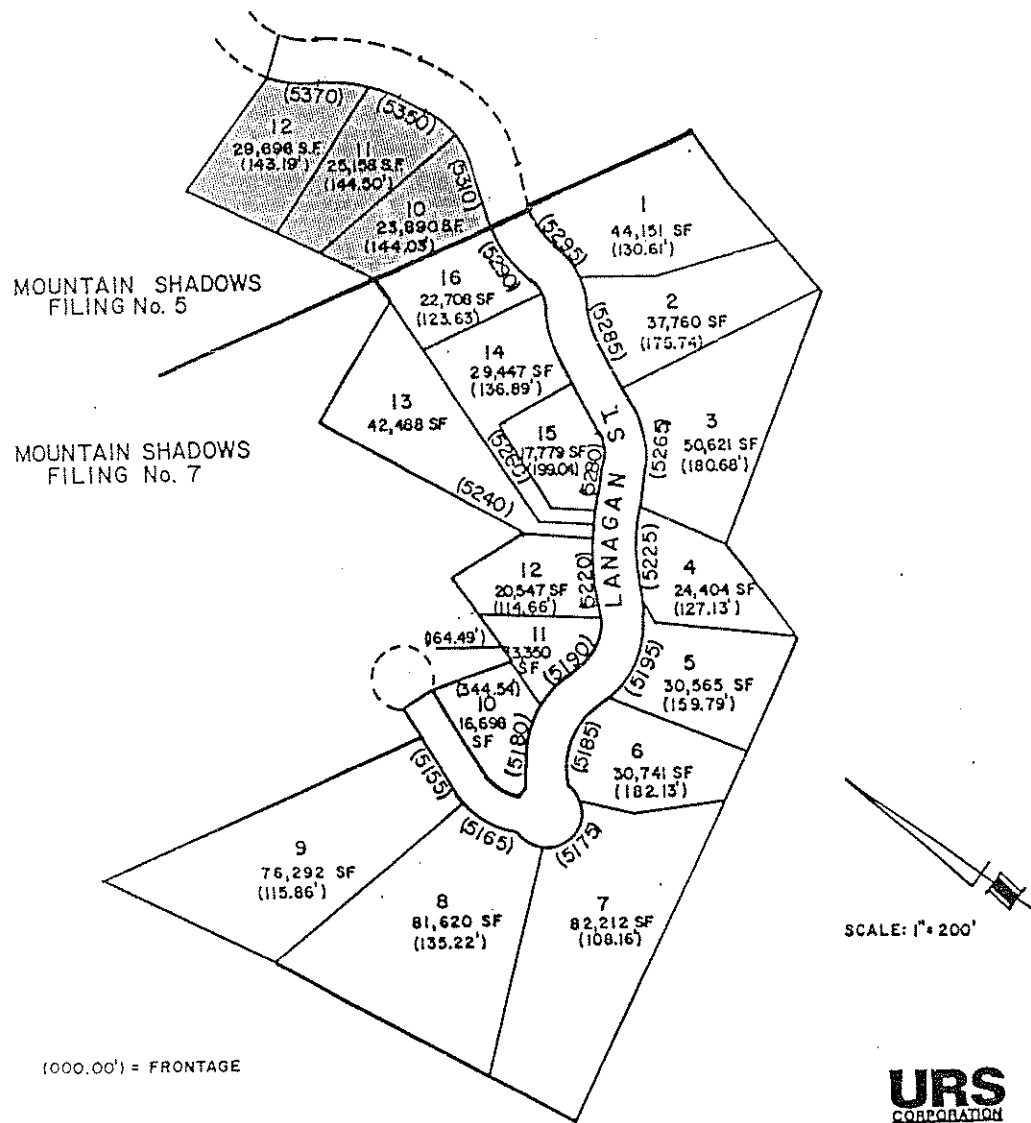 (5370)
(5350)
(5310)
12
29,698 S.F.
(143.19')
11
25,158 S.F.
(144.50')
10
23,890 S.F.
(144.03')
MOUNTAIN SHADOWS
FILING No. 5
(5290)
(5295)
1
44,151 SF
(130.61')
16
22,708 SF
(123.63)
2
37,760 SF
(175.74)
(5285)
14
29,447 SF
(136.89')
13
42,488 SF
MOUNTAIN SHADOWS
FILING No. 7
15
17,779 SF
(199.04)
(5260)
(5280)
(5265)
3
50,621 SF
(180.68')
(5240)
LANAGAN ST
(5220)
(5225)
12
20,547 SF
(114.66')
4
24,404 SF
(127.13')
(164.49')
11
13,350
SF
(5190)
(5195)
5
30,565 SF
(159.79')
(344.54')
10
16,698
SF
(5180)
(5185)
6
30,741 SF
(182.13')
(5155)
(5165)
(5175)
9
76,292 SF
(115.86')
8
81,620 SF
(135.22')
7
82,212 SF
(108.16')
SCALE: 1"= 200'
(000.00') = FRONTAGE
URS
CORPORATION